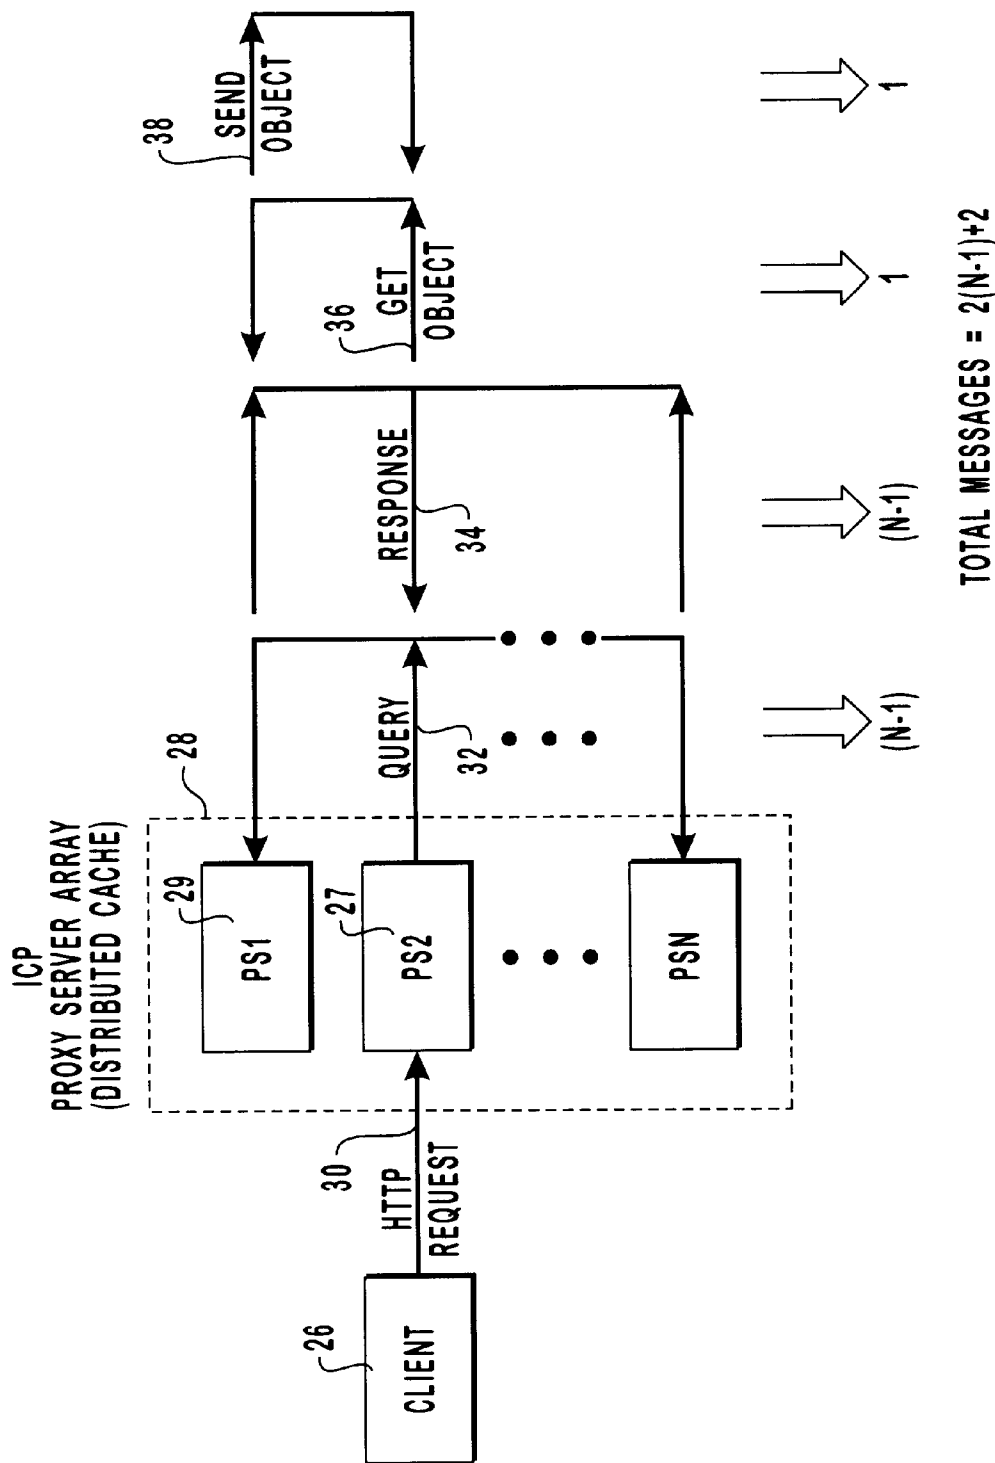 ICP
PROXY SERVER ARRAY
(DISTRIBUTED CACHE)
28
26
CLIENT
30
HTTP
REQUEST
29
PS1
27
PS2
PSN
QUERY
32
RESPONSE
34
36
GET
OBJECT
38
SEND
OBJECT
(N-1)
(N-1)
1
1
TOTAL MESSAGES = 2(N-1)+2